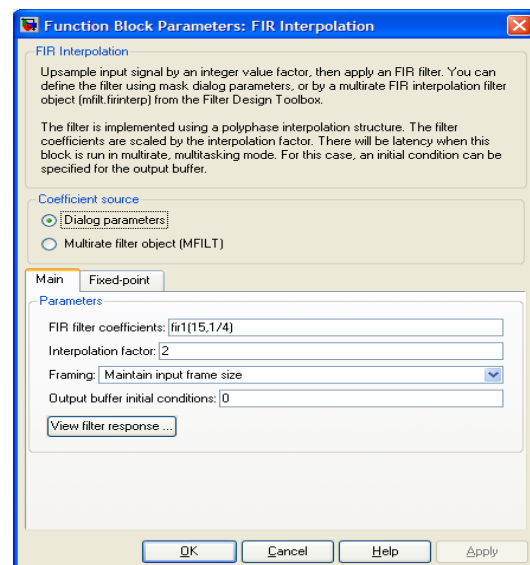 Function Block Parameters: FIR Interpolation
FIR Interpolation
Upsample input signal by an integer value factor, then apply an FIR filter. You can
define the filter using mask dialog parameters, or by a multirate FIR interpolation filter
object (mfilt.firinterp) from the Filter Design Toolbox.
The filter is implemented using a polyphase interpolation structure. The filter
coefficients are scaled by the interpolation factor. There will be latency when this
block is run in multirate, multitasking mode. For this case, an initial condition can be
specified for the output buffer.
Coefficient source
Dialog parameters
Multirate filter object (MFILT)
Main Fixed-point
Parameters
FIR filter coefficients: fir1(15,1/4)
Interpolation factor: 2
Framing: Maintain input frame size
Output buffer initial conditions: 0
View filter response ...
OK Cancel Help Apply